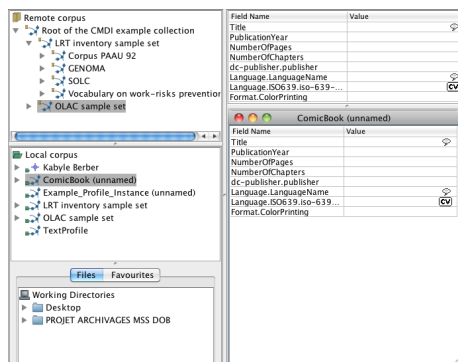 Remote corpus
Root of the CMDI example collection
LRT inventory sample set
Corpus PAAU 92
GENOMA
SOLC
Vocabulary on work-risks prevention
OLAC sample set
Local corpus
Kabyle Berber
ComicBook (unnamed)
Example_Profile_Instance (unnamed)
LRT inventory sample set
OLAC sample set
TextProfile
Files Favourites
Working Directories
Desktop
PROJET ARCHIVAGES MSS DOB
Field Name Value
Title
PublicationYear
NumberOfPages
NumberOfChapters
dc-publisher.publisher
Language.LanguageName
Language.ISO639.iso-639-... CV
Format.ColorPrinting
ComicBook (unnamed)
Field Name Value
Title
PublicationYear
NumberOfPages
NumberOfChapters
dc-publisher.publisher
Language.LanguageName
Language.ISO639.iso-639... CV
Format.ColorPrinting